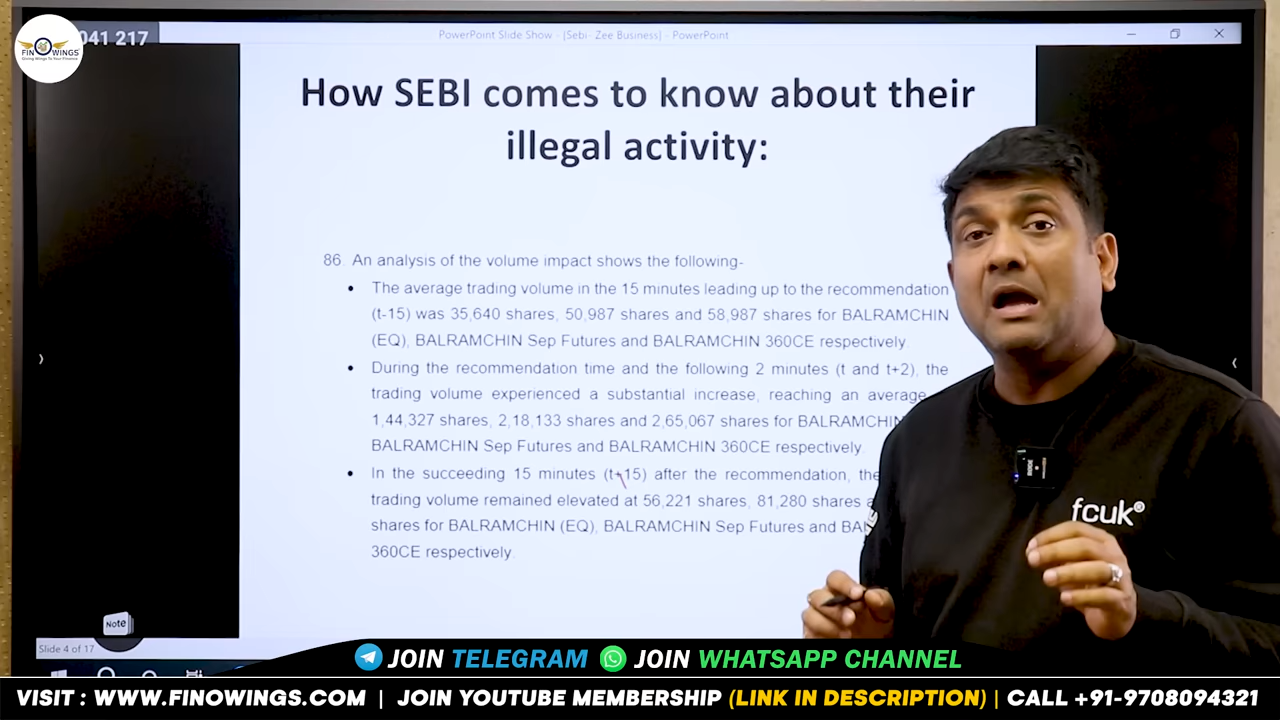 041 217
FINOWINGS
Giving Wings To Your Finance
PowerPoint Slide Show - [Sebi- Zee Business] - PowerPoint
How SEBI comes to know about their
illegal activity:
86. An analysis of the volume impact shows the following-
• The average trading volume in the 15 minutes leading up to the recommendation
(t-15) was 35,640 shares, 50,987 shares and 58,987 shares for BALRAMCHIN
(EQ), BALRAMCHIN Sep Futures and BALRAMCHIN 360CE respectively.
• During the recommendation time and the following 2 minutes (t and t+2), the
trading volume experienced a substantial increase, reaching an average
1,44,327 shares, 2,18,133 shares and 2,65,067 shares for BALRAMCHIN
BALRAMCHIN Sep Futures and BALRAMCHIN 360CE respectively.
• In the succeeding 15 minutes (t+15) after the recommendation, the
trading volume remained elevated at 56,221 shares, 81,280 shares
shares for BALRAMCHIN (EQ), BALRAMCHIN Sep Futures and
360CE respectively.
fcuk®
Note
Slide 4 of 17
JOIN TELEGRAM JOIN WHATSAPP CHANNEL
VISIT : WWW.FINOWINGS.COM | JOIN YOUTUBE MEMBERSHIP (LINK IN DESCRIPTION) | CALL +91-9708094321